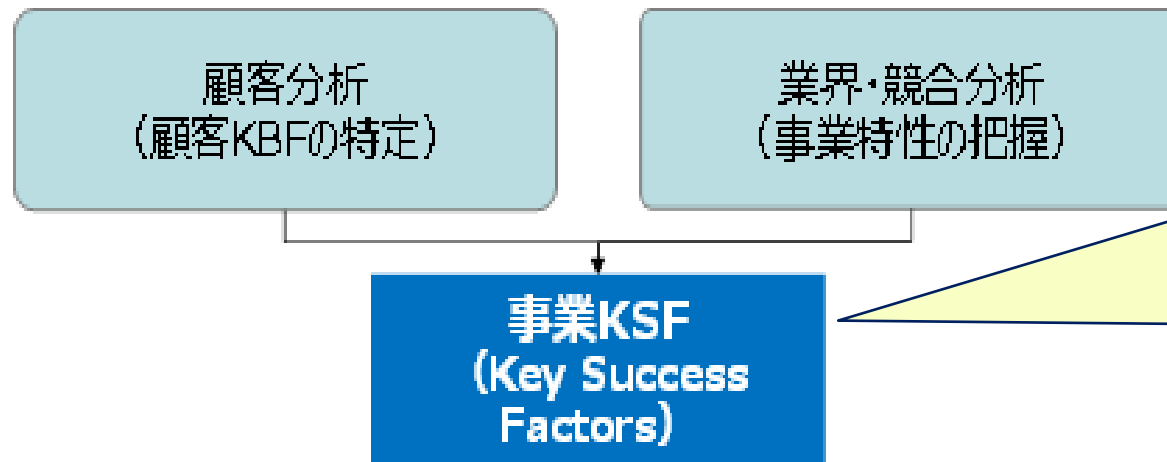 顧客分析
（顧客KBFの特定）
業界・競合分析
（事業特性の把握）
事業KSF
（Key Success
Factors）